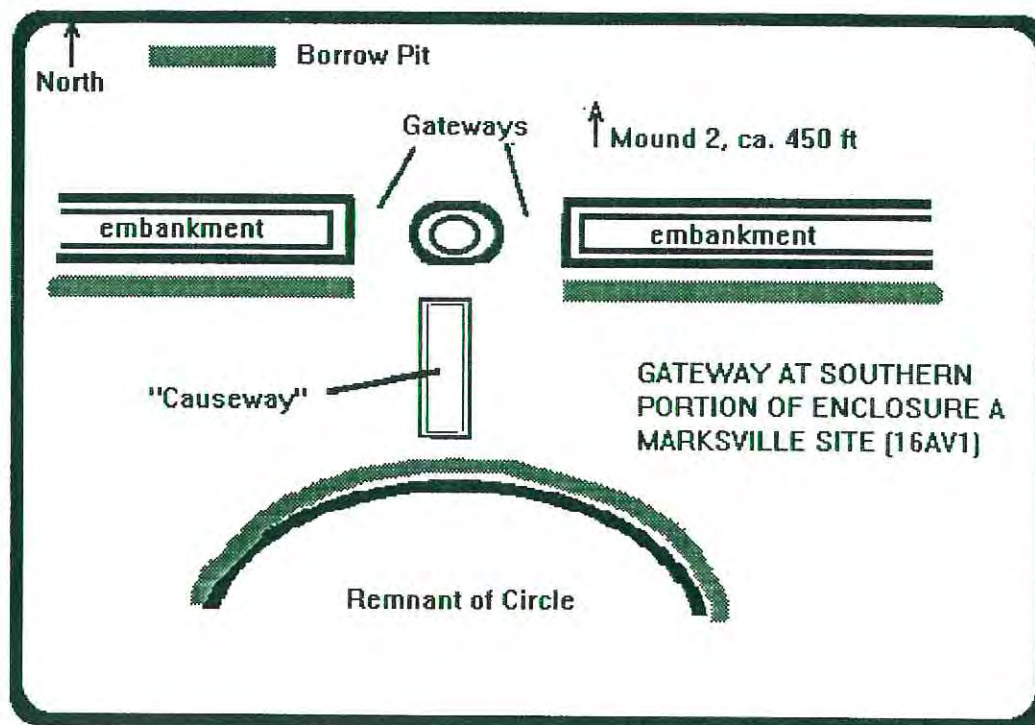 North
Borrow Pit
Gateways
Mound 2, ca. 450 ft
embankment
embankment
"Causeway"
GATEWAY AT SOUTHERN
PORTION OF ENCLOSURE A
MARKSVILLE SITE (16AV1)
Remnant of Circle